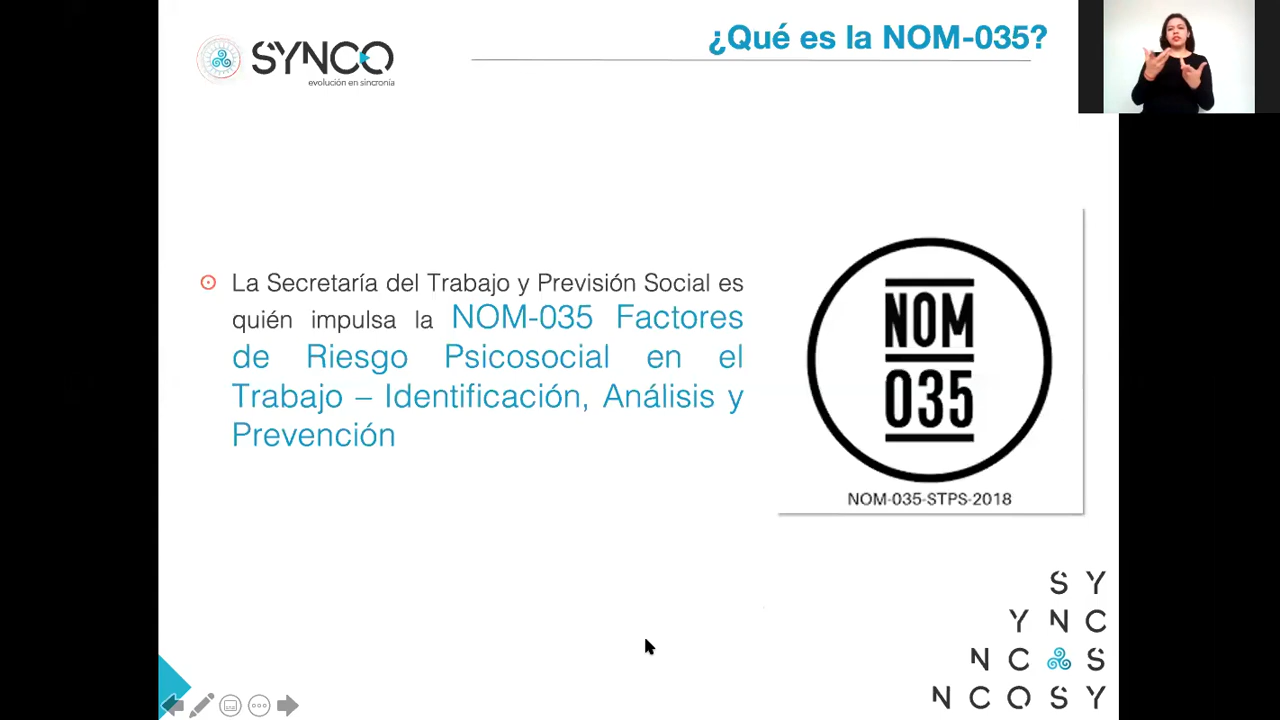 SYNCO
evolución en sincronía
¿Qué es la NOM-035?
La Secretaría del Trabajo y Previsión Social es
quién impulsa la NOM-035 Factores
de Riesgo Psicosocial en el
Trabajo – Identificación, Análisis y
Prevención
NOM
035
NOM-035-STPS-2018
S Y
Y N C
N C S
N C O S Y